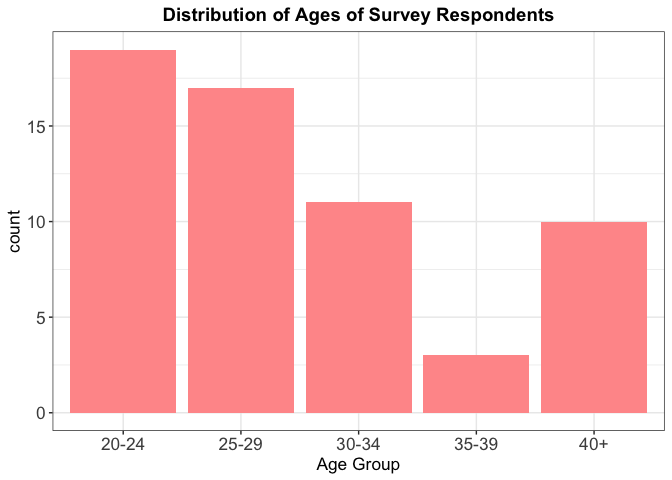 Distribution of Ages of Survey Respondents
count
15
10
5
0
20-24 25-29 30-34 35-39 40+
Age Group